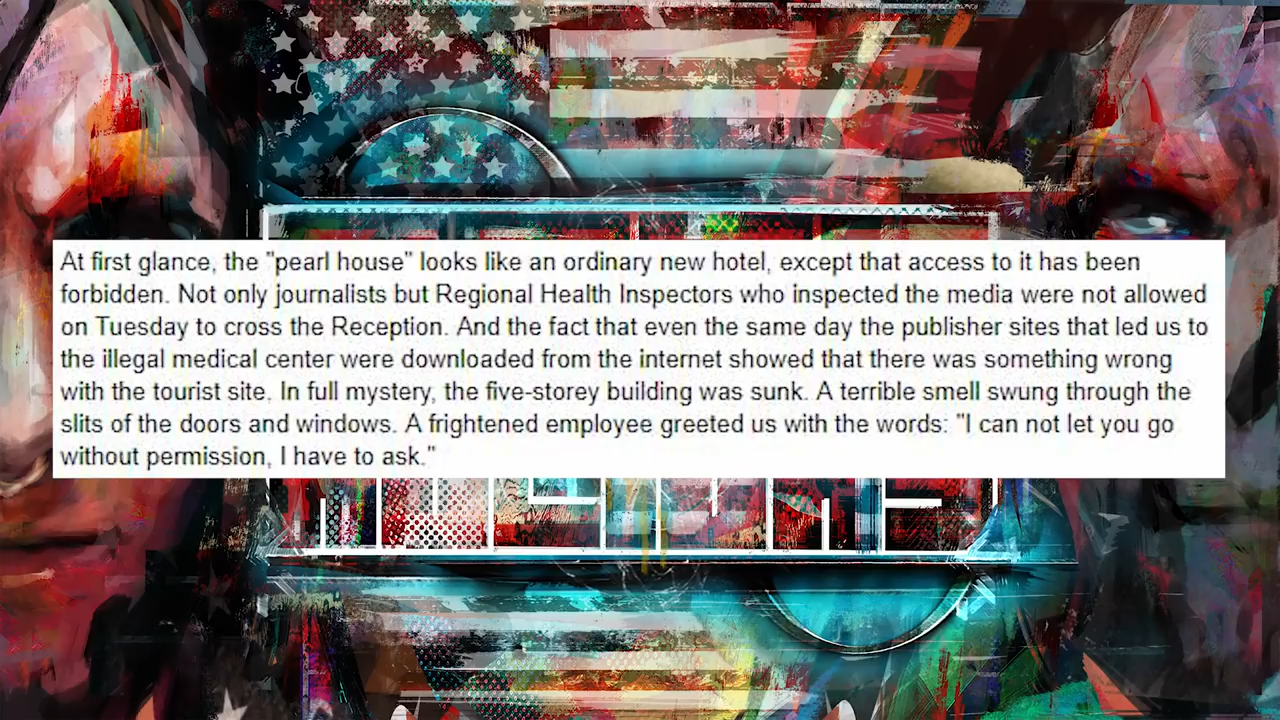 At first glance, the "pearl house" looks like an ordinary new hotel, except that access to it has been
forbidden. Not only journalists but Regional Health Inspectors who inspected the media were not allowed
on Tuesday to cross the Reception. And the fact that even the same day the publisher sites that led us to
the illegal medical center were downloaded from the internet showed that there was something wrong
with the tourist site. In full mystery, the five-storey building was sunk. A terrible smell swung through the
slits of the doors and windows. A frightened employee greeted us with the words: "I can not let you go
without permission, I have to ask."